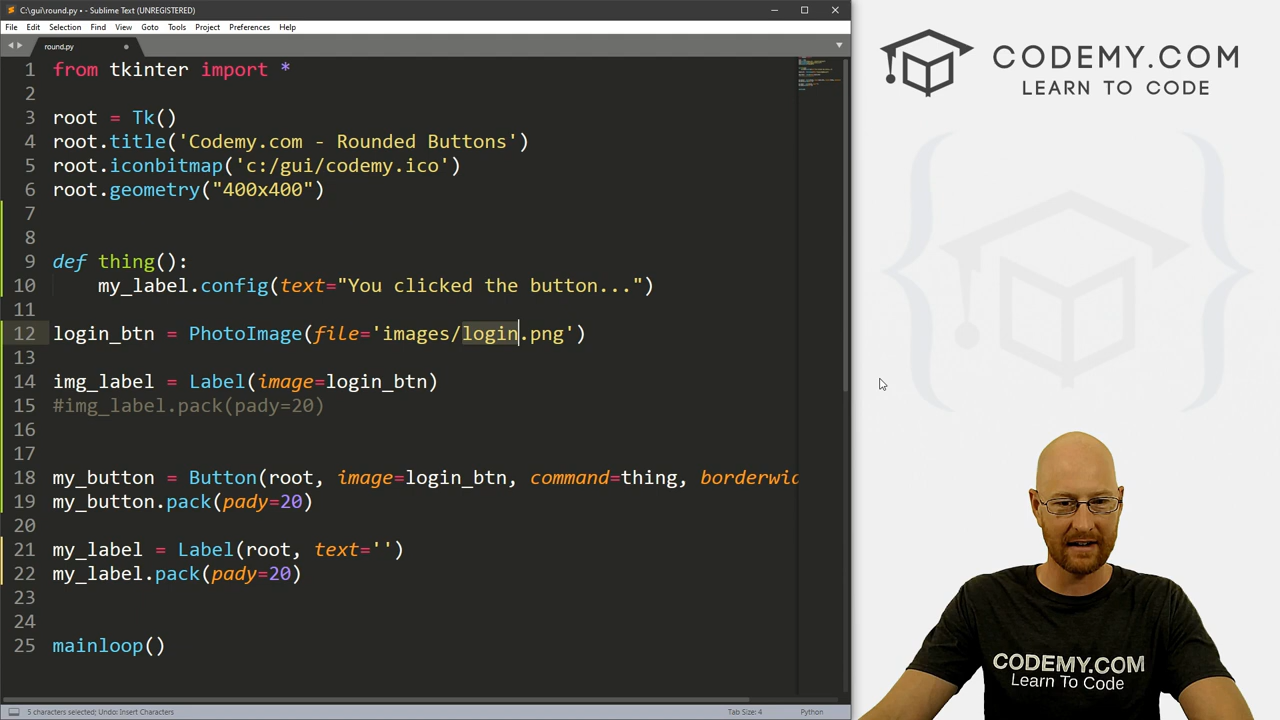 C:\gui\round.py • - Sublime Text (UNREGISTERED)
File Edit Selection Find View Goto Tools Project Preferences Help
round.py
1 from tkinter import *
2
3 root = Tk()
4 root.title('Codemy.com - Rounded Buttons')
5 root.iconbitmap('c:/gui/codemy.ico')
6 root.geometry("400x400")
7
8
9 def thing():
10 my_label.config(text="You clicked the button...")
11
12 login_btn = PhotoImage(file='images/login.png')
13
14 img_label = Label(image=login_btn)
15 #img_label.pack(pady=20)
16
17
18 my_button = Button(root, image=login_btn, command=thing, borderwid
19 my_button.pack(pady=20)
20
21 my_label = Label(root, text='')
22 my_label.pack(pady=20)
23
24
25 mainloop()
5 characters selected; Undo: Insert Characters
Tab Size: 4
Python
CODEMY.COM
LEARN TO CODE
CODEMY.COM
Learn To Code